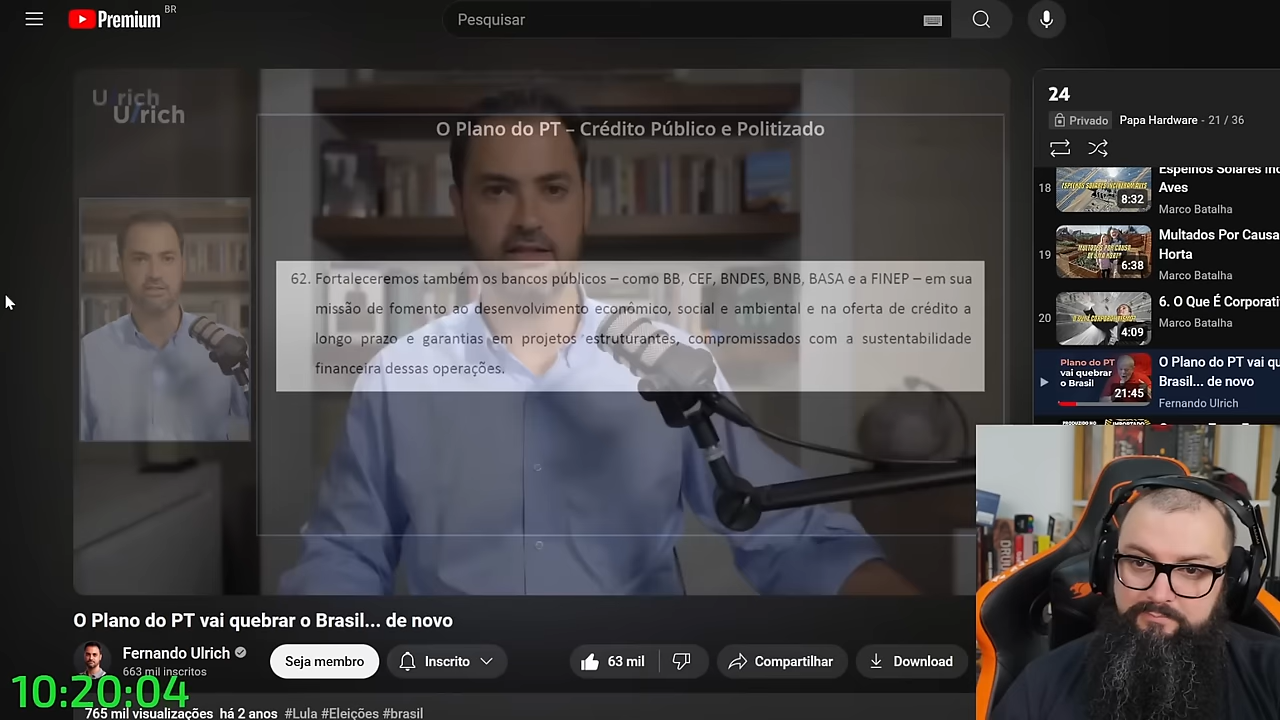 Premium BR
Pesquisar
Ulrich
Ulrich
O Plano do PT – Crédito Público e Politizado
62. Fortaleceremos também os bancos públicos – como BB, CEF, BNDES, BNB, BASA e a FINEP – em sua
missão de fomento ao desenvolvimento econômico, social e ambiental e na oferta de crédito a
longo prazo e garantias em projetos estruturantes, compromissados com a sustentabilidade
financeira dessas operações.
24
Privado Papa Hardware - 21 / 36
18
8:32
Espelhos Solares Inc
Aves
Marco Batalha
19
6:38
Multados Por Causa
Horta
Marco Batalha
20
4:09
6. O Que É Corporati
Marco Batalha
Plano do PT
vai quebrar
o Brasil
21:45
O Plano do PT vai qu
Brasil... de novo
Fernando Ulrich
O Plano do PT vai quebrar o Brasil... de novo
Fernando Ulrich
663 mil inscritos
Seja membro
Inscrito
63 mil
Compartilhar
Download
10:20:04
765 mil visualizações há 2 anos #Lula #Eleições #brasil